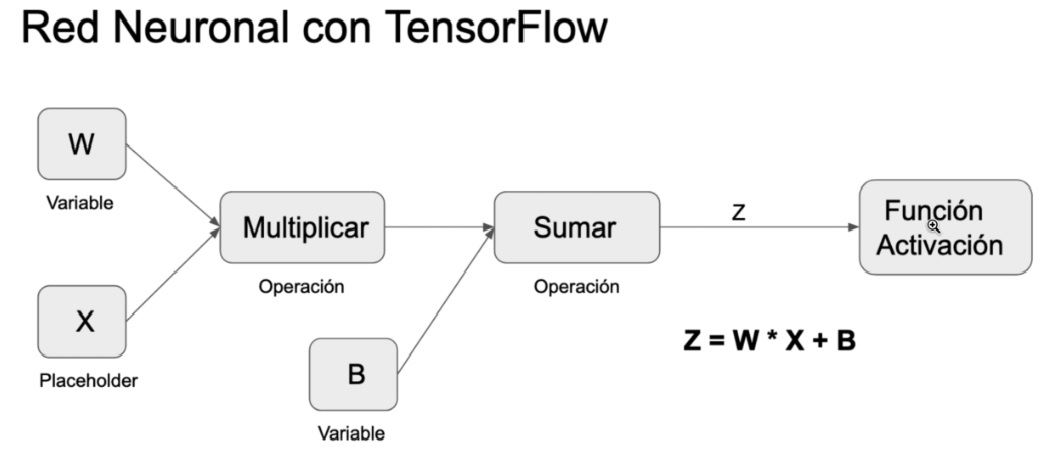 Red Neuronal con TensorFlow
W
Variable
X
Placeholder
Multiplicar
Operación
B
Variable
Sumar
Operación
Z
Z = W * X + B
Función
Activación